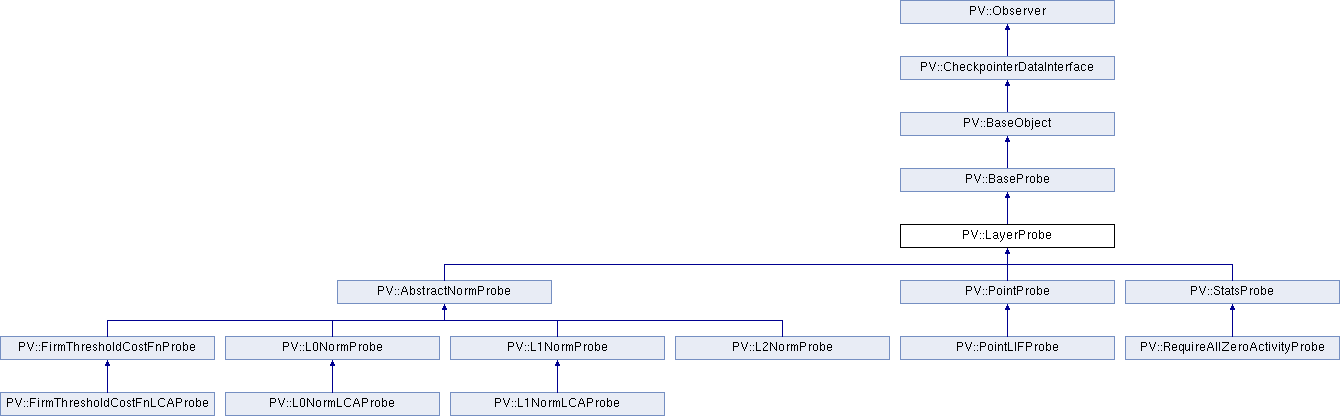 PV::Observer
PV::CheckpointerDataInterface
PV::BaseObject
PV::BaseProbe
PV::LayerProbe
PV::AbstractNormProbe
PV::PointProbe
PV::StatsProbe
PV::FirmThresholdCostFnProbe
PV::L0NormProbe
PV::L1NormProbe
PV::L2NormProbe
PV::PointLIFProbe
PV::RequireAllZeroActivityProbe
PV::FirmThresholdCostFnLCAProbe
PV::L0NormLCAProbe
PV::L1NormLCAProbe